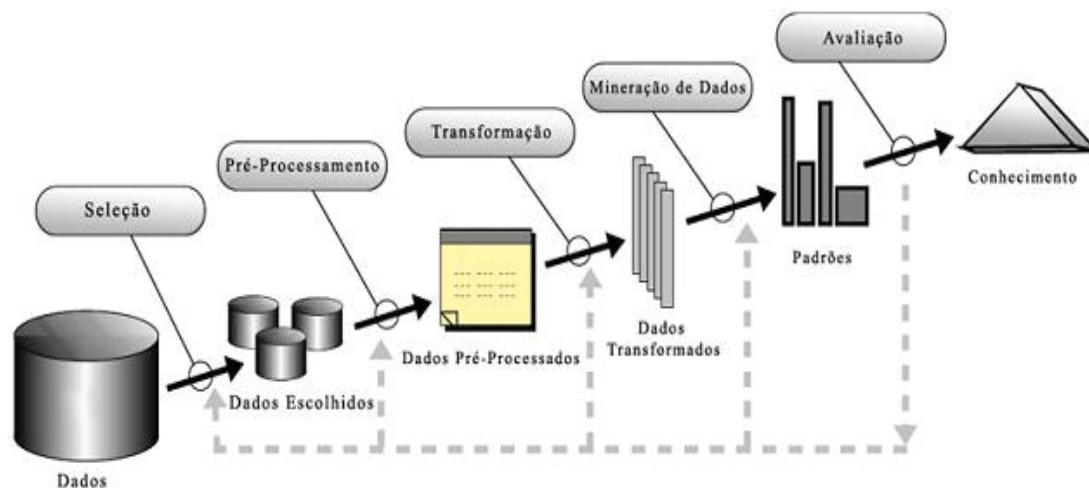 Avaliação
Mineração de Dados
Transformação
Pré-Processamento
Seleção
Conhecimento
Padrões
Dados
Transformados
Dados Pré-Processados
Dados Escolhidos
Dados